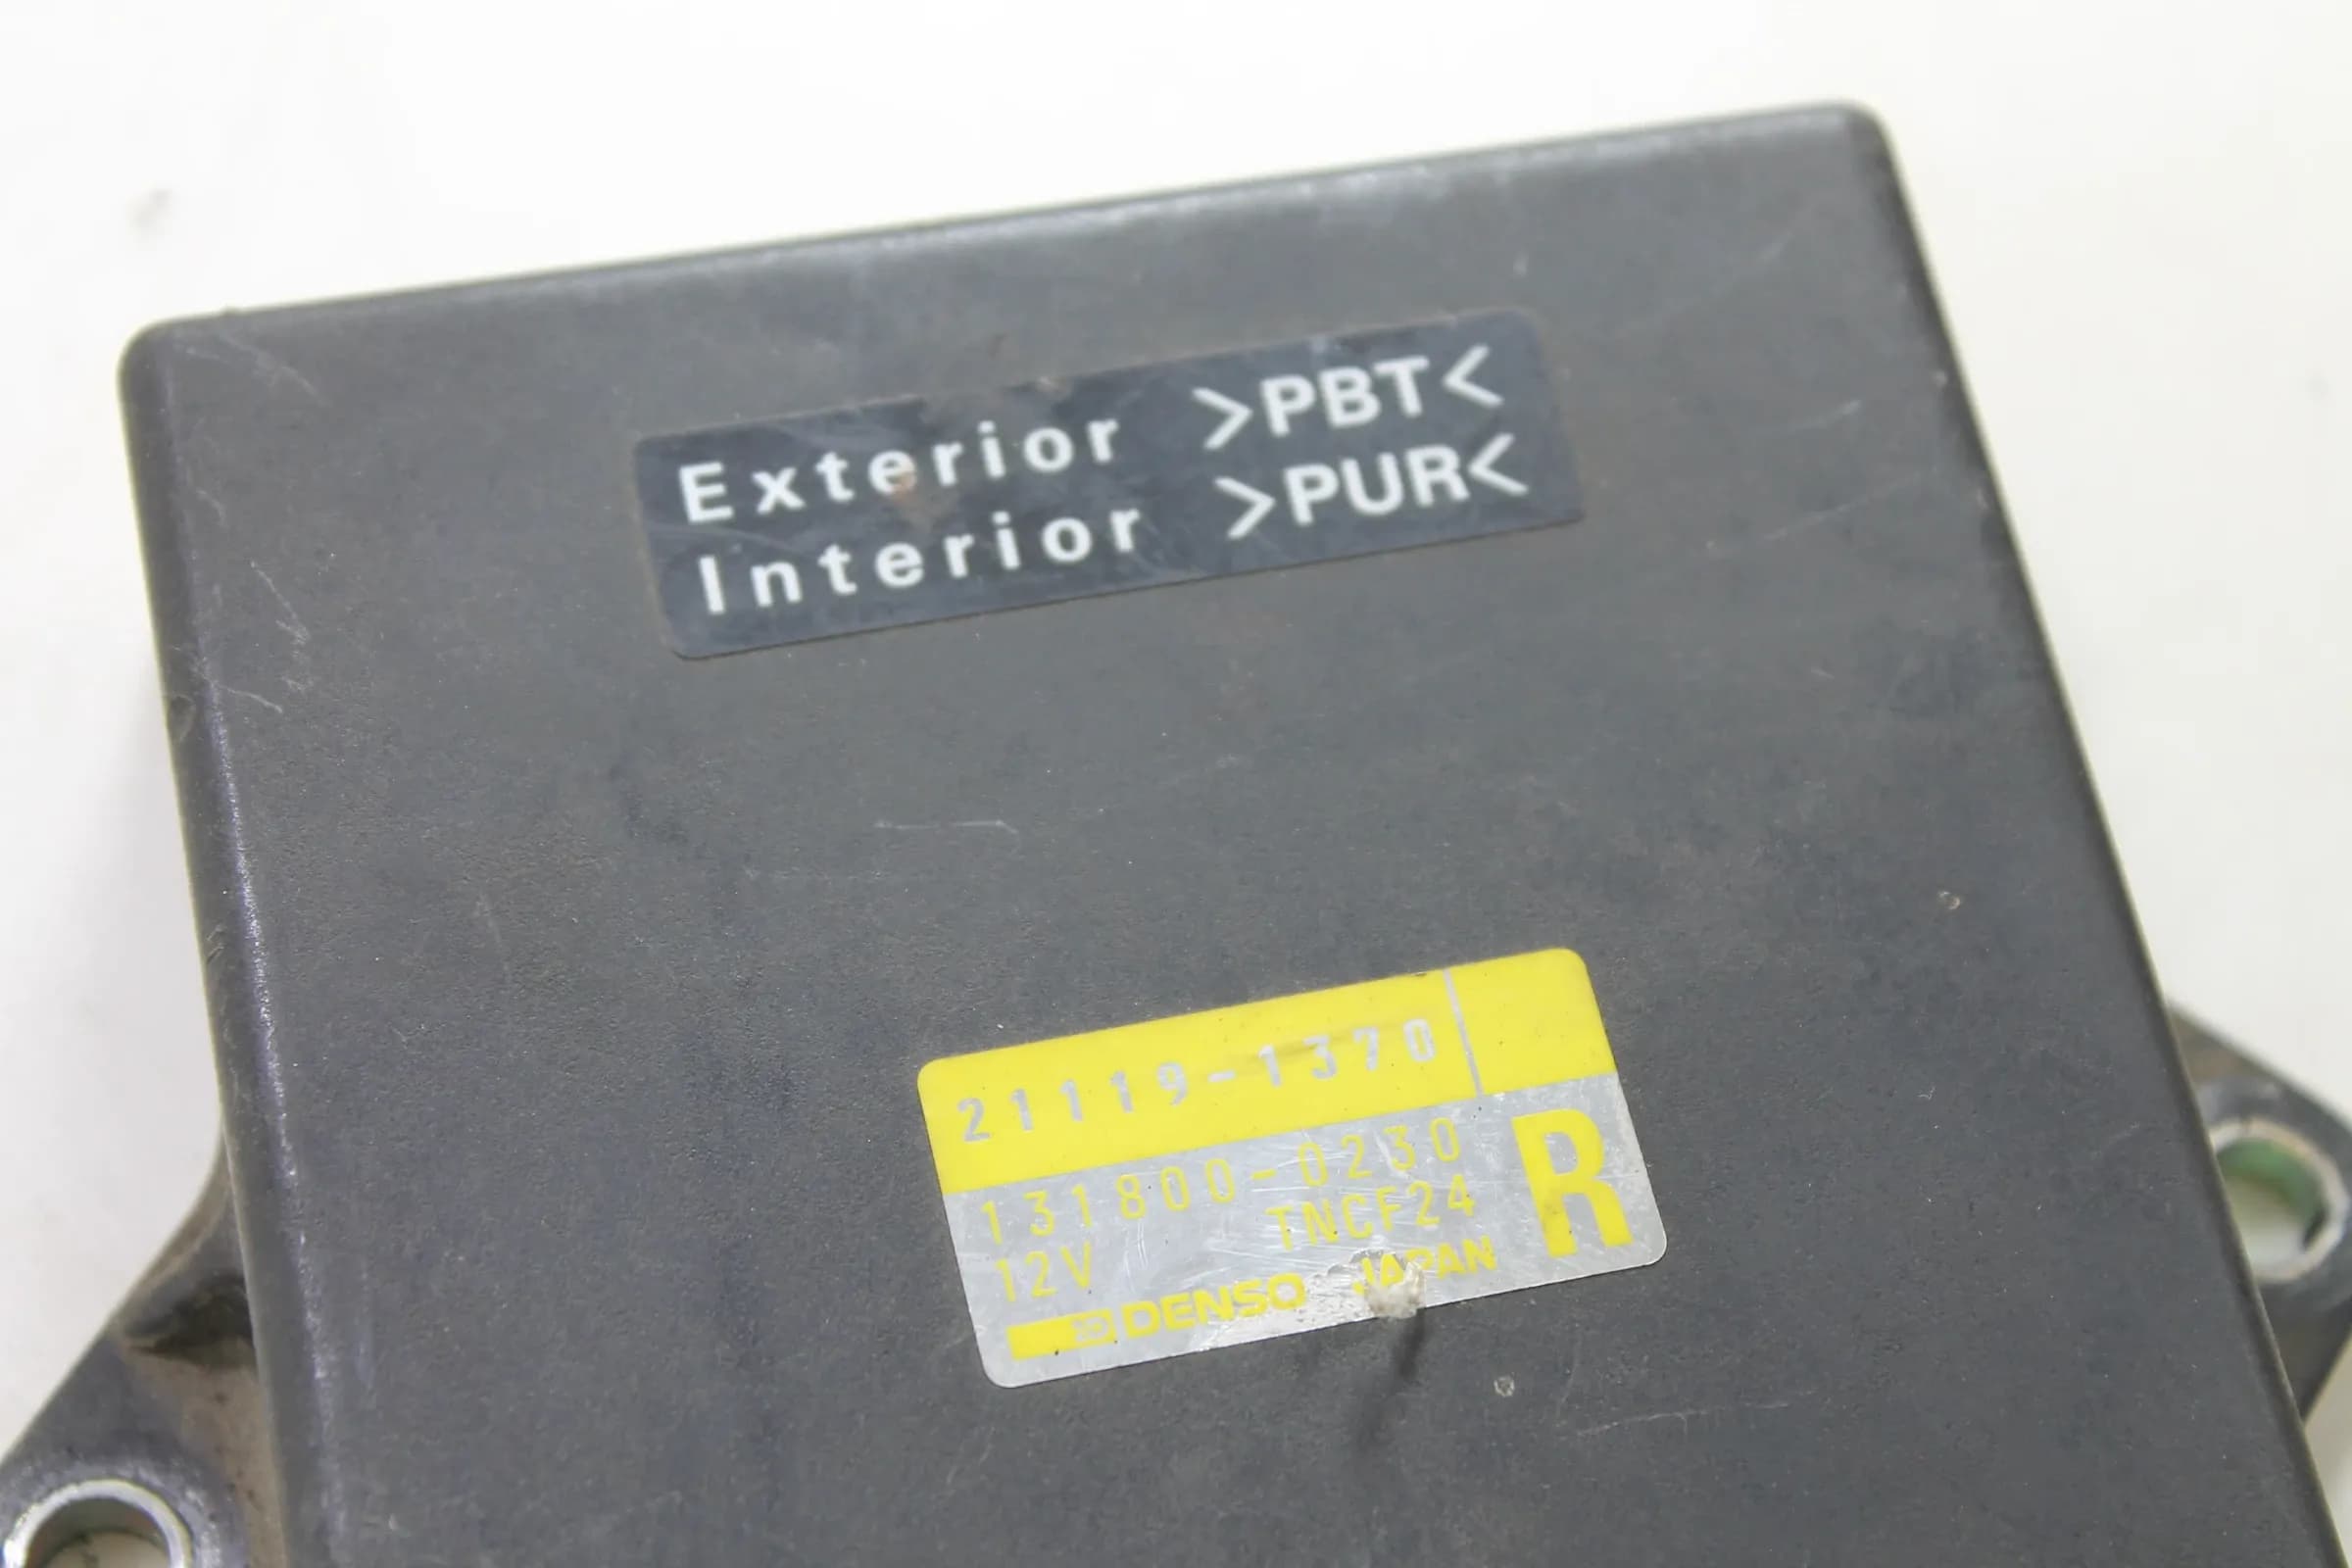 Exterior >PBT<
Interior >PUR<
21119-1370
131800-0230
12V TNCF24
DENSO JAPAN
R